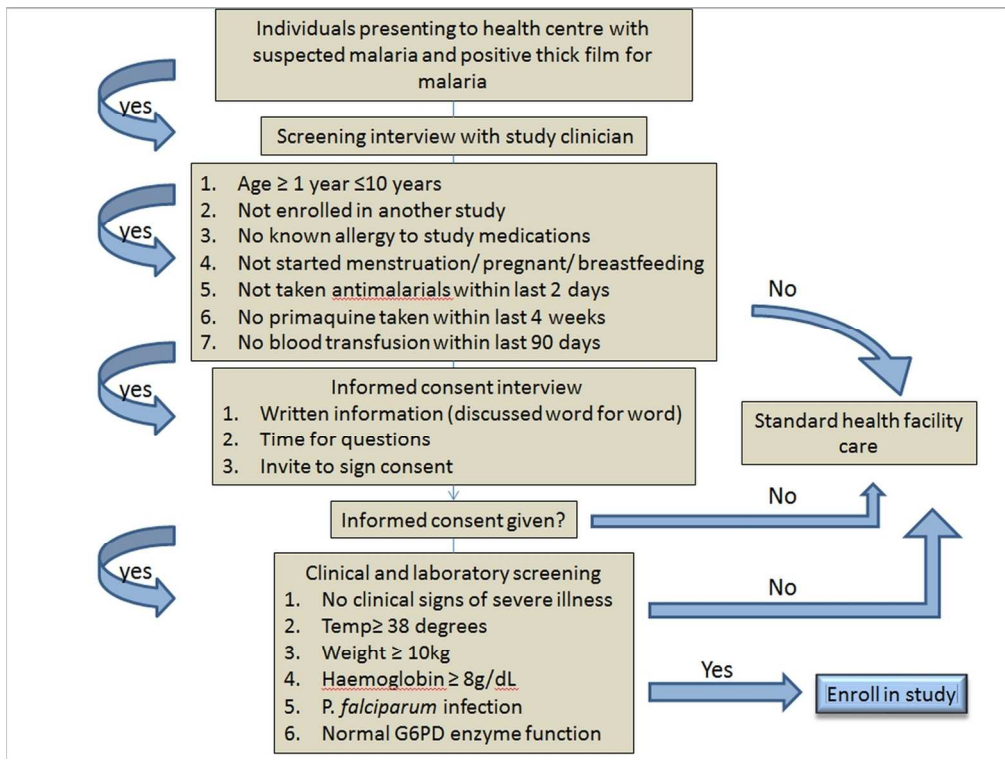 Individuals presenting to health centre with
suspected malaria and positive thick film for
malaria
yes
Screening interview with study clinician
1. Age ≥ 1 year ≤10 years
2. Not enrolled in another study
3. No known allergy to study medications
4. Not started menstruation/ pregnant/ breastfeeding
5. Not taken antimalarials within last 2 days
6. No primaquine taken within last 4 weeks
7. No blood transfusion within last 90 days
yes
No
Informed consent interview
1. Written information (discussed word for word)
2. Time for questions
3. Invite to sign consent
yes
Standard health facility
care
Informed consent given?
No
yes
Clinical and laboratory screening
1. No clinical signs of severe illness
2. Temp≥ 38 degrees
3. Weight ≥ 10kg
4. Haemoglobin ≥ 8g/dL
5. P. falciparum infection
6. Normal G6PD enzyme function
No
Yes
Enroll in study